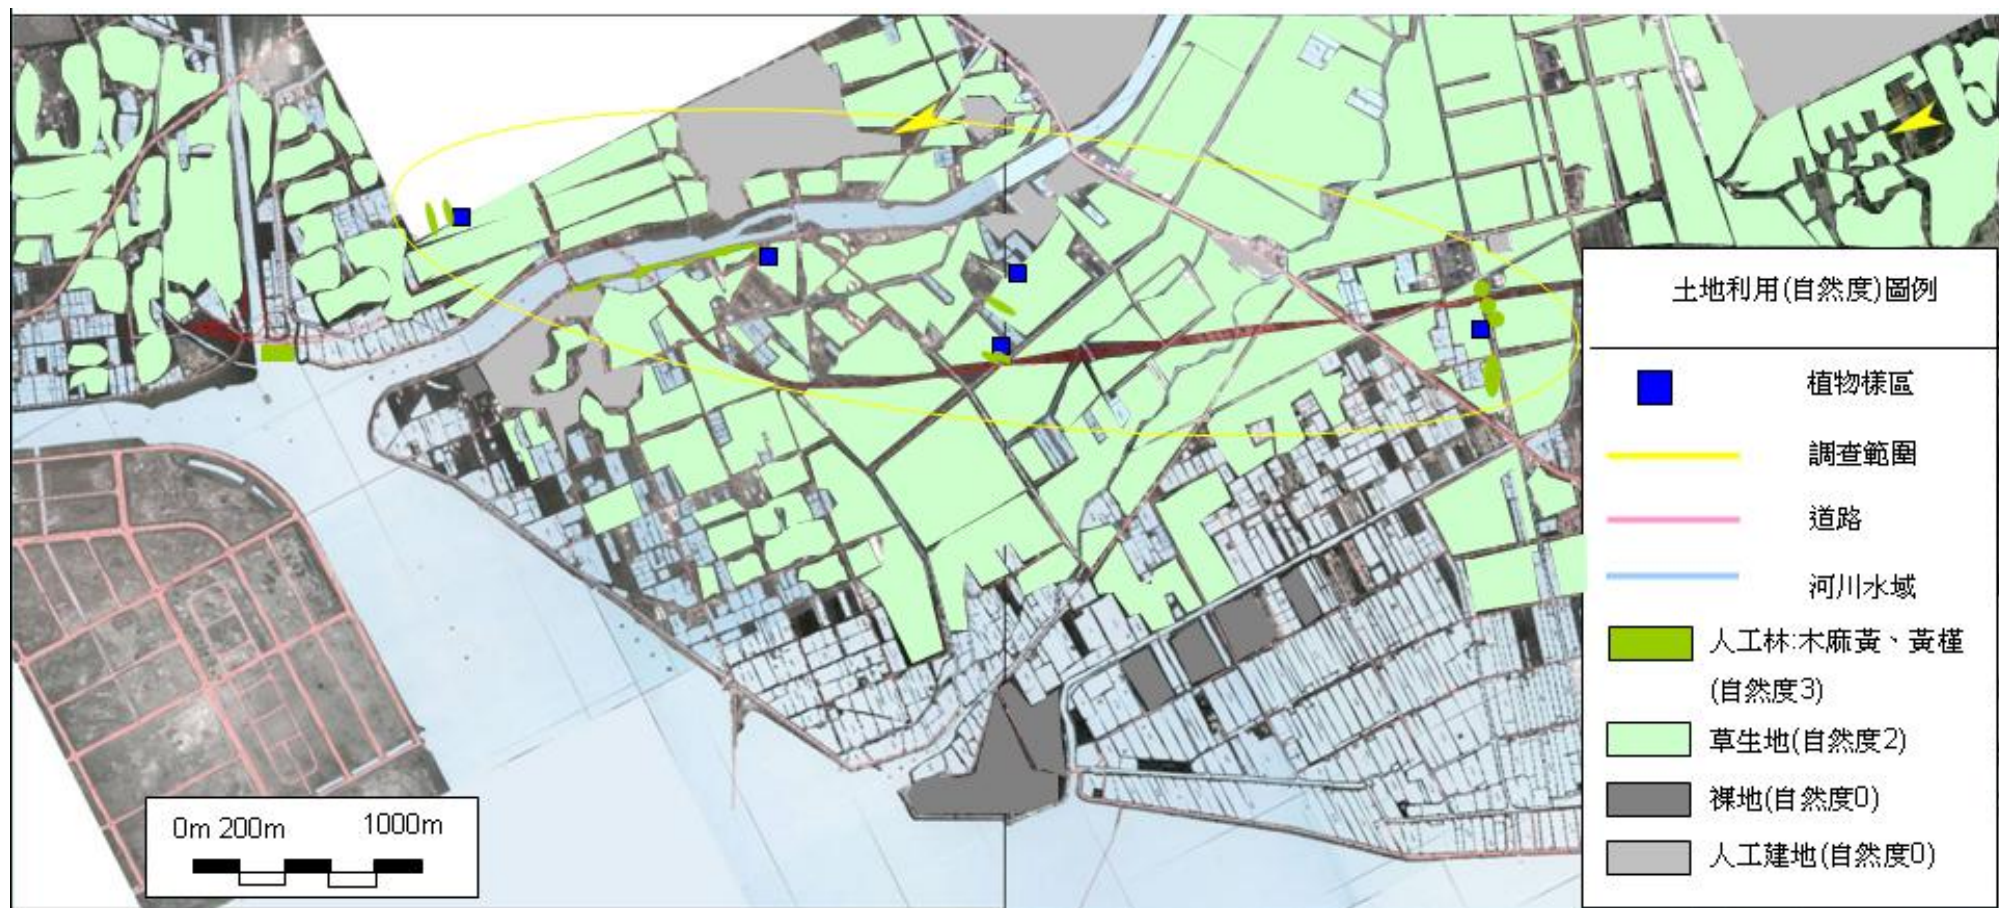 土地利用(自然度)圖例
植物樣區
調查範圍
道路
河川水域
人工林:木麻黃、黃槿
(自然度3)
草生地(自然度2)
裸地(自然度0)
人工建地(自然度0)
0m 200m 1000m